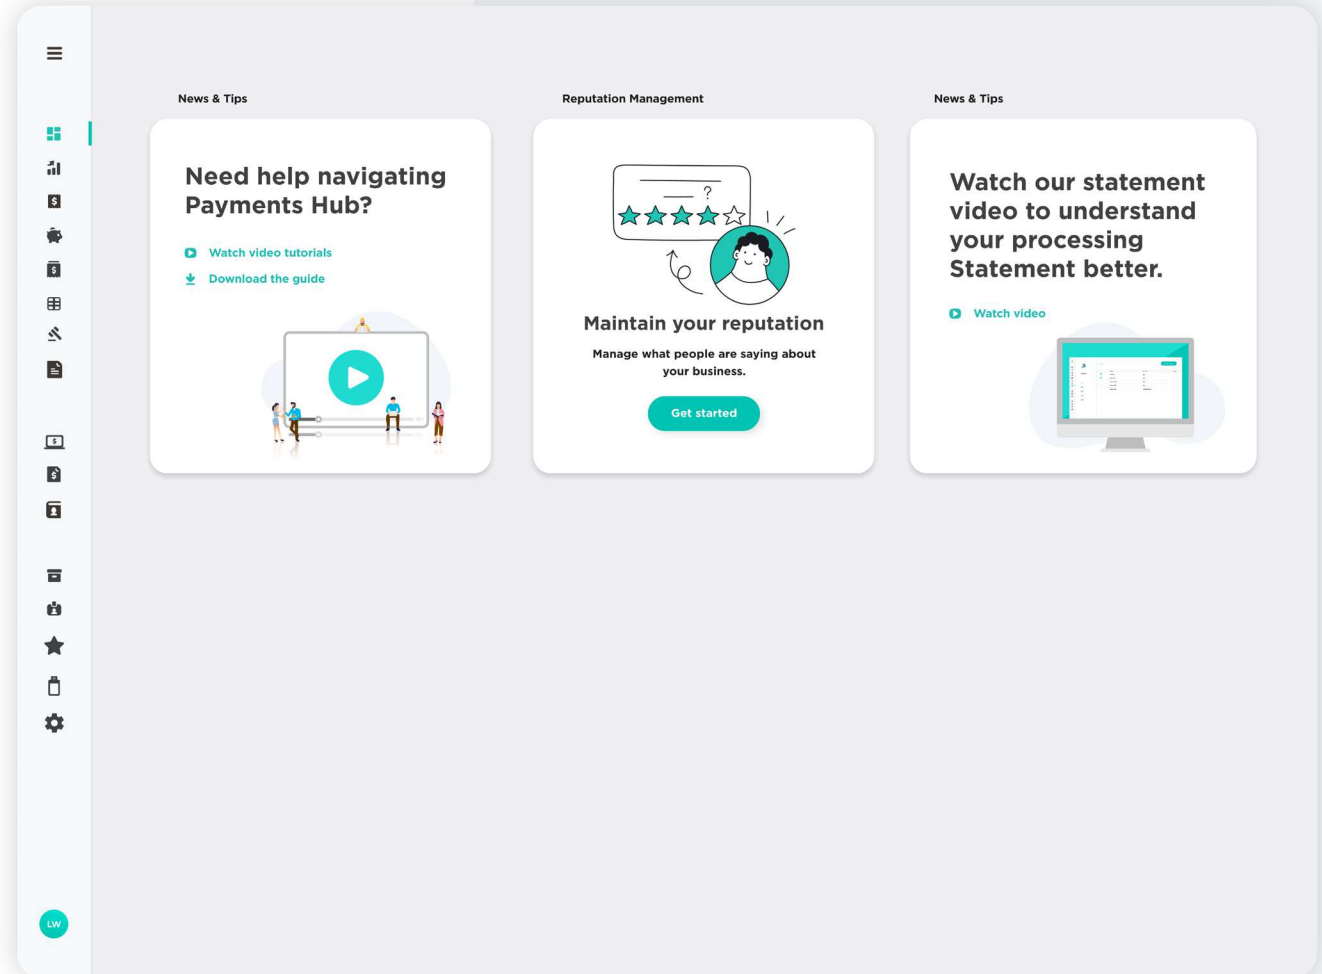 News & Tips
Need help navigating
Payments Hub?
Watch video tutorials
Download the guide
Reputation Management
?
Maintain your reputation
Manage what people are saying about
your business.
Get started
News & Tips
Watch our statement
video to understand
your processing
Statement better.
Watch video
LW